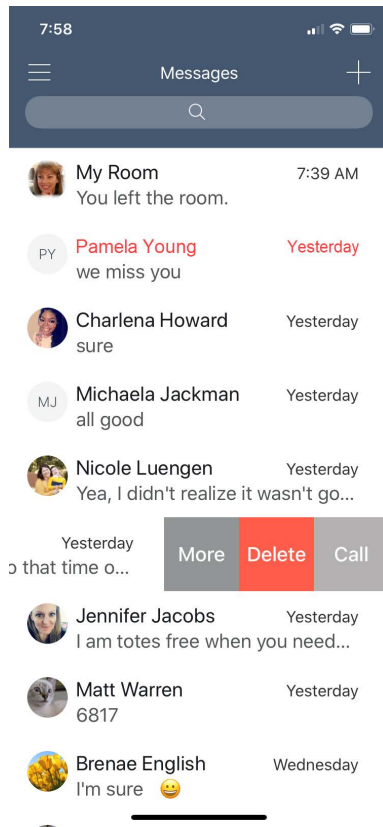 7:58
Messages
My Room 7:39 AM
You left the room.
PY
Pamela Young Yesterday
we miss you
Charlena Howard Yesterday
sure
MJ
Michaela Jackman Yesterday
all good
Nicole Luengen Yesterday
Yea, I didn't realize it wasn't go...
Yesterday
that time o...
More Delete Call
Jennifer Jacobs Yesterday
I am totes free when you need...
Matt Warren Yesterday
6817
Brenae English Wednesday
I'm sure 😀